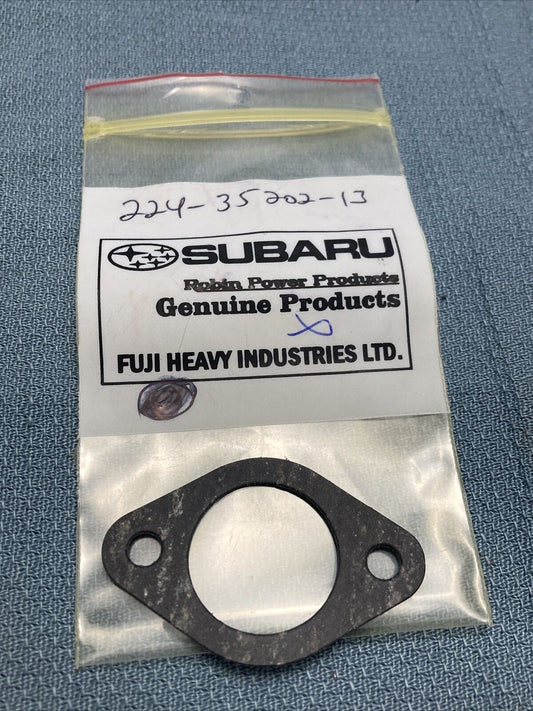 224-35202-13
SUBARU
Robin Power Products
Genuine Products
FUJI HEAVY INDUSTRIES LTD.